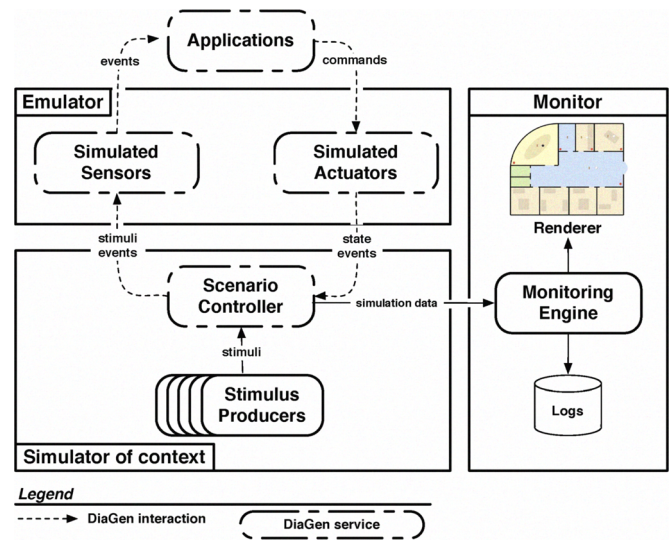 Applications
events
commands
Emulator
Monitor
Simulated
Sensors
Simulated
Actuators
Renderer
stimuli
events
state
events
Scenario
Controller
simulation data
Monitoring
Engine
stimuli
Stimulus
Producers
Logs
Simulator of context
Legend
DiaGen interaction
DiaGen service